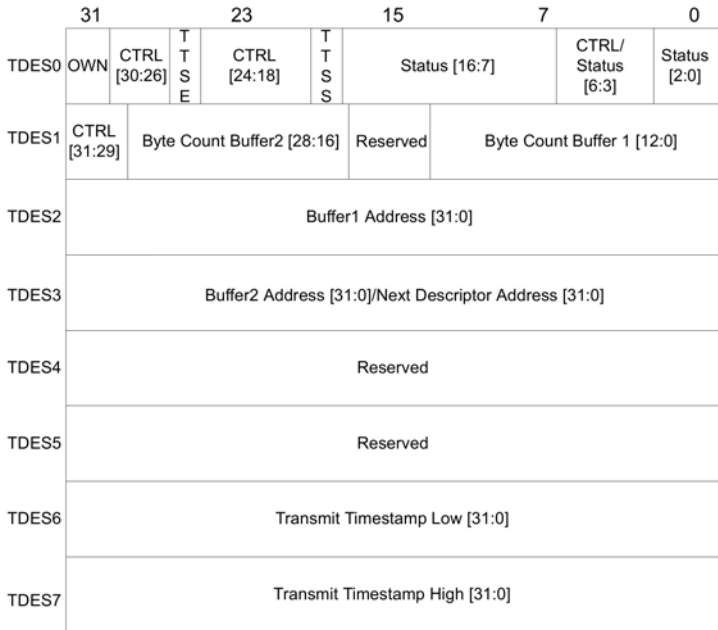 31 23 15 7 0
TDES0 OWN CTRL [30:26] TTSE CTRL [24:18] TTSS Status [16:7] CTRL/ Status [6:3] Status [2:0]
TDES1 CTRL [31:29] Byte Count Buffer2 [28:16] Reserved Byte Count Buffer 1 [12:0]
TDES2 Buffer1 Address [31:0]
TDES3 Buffer2 Address [31:0]/Next Descriptor Address [31:0]
TDES4 Reserved
TDES5 Reserved
TDES6 Transmit Timestamp Low [31:0]
TDES7 Transmit Timestamp High [31:0]